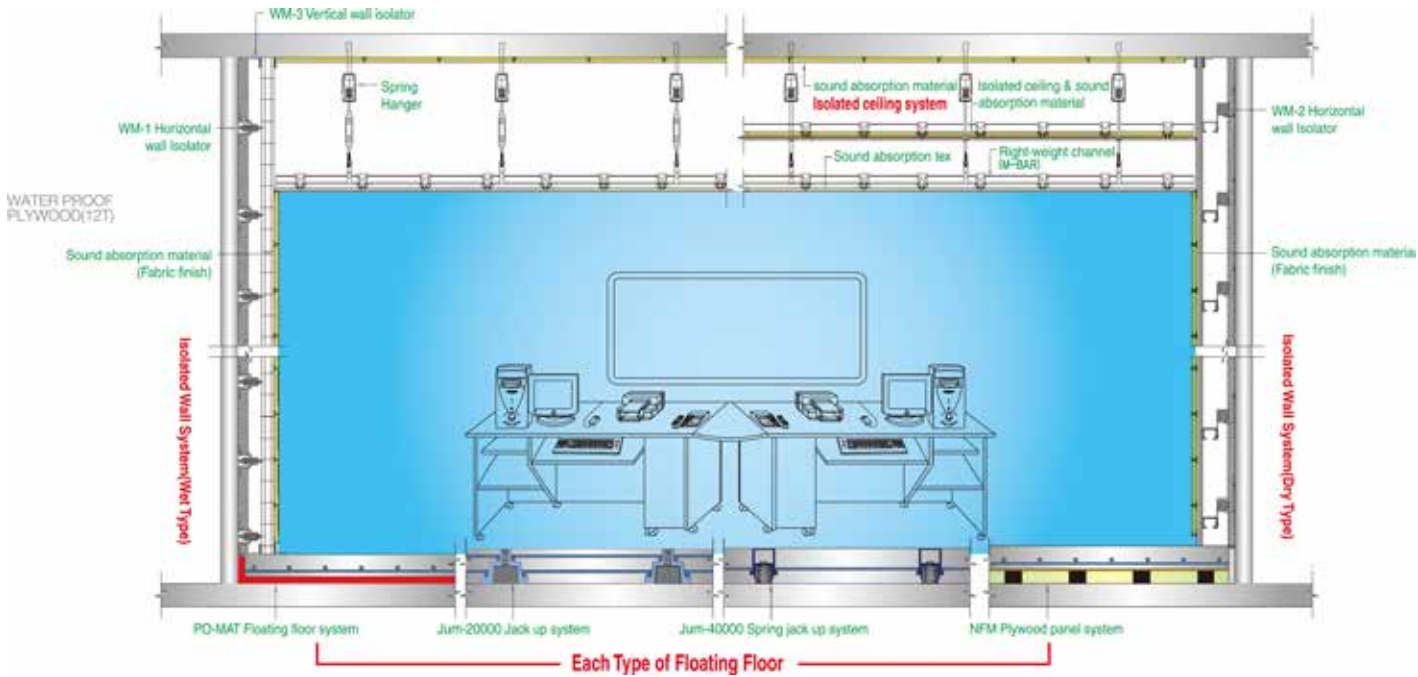 WM-3 Vertical wall isolator
Spring
Hanger
sound absorption material
Isolated ceiling system
Isolated ceiling & sound
absorption material
WM-1 Horizontal
wall Isolator
WM-2 Horizontal
wall Isolator
Sound absorption tex
Right-weight channel
(M-BAR)
WATER PROOF
PLYWOOD(12T)
Sound absorption material
(Fabric finish)
Sound absorption material
(Fabric finish)
Isolated Wall System(Wet Type)
Isolated Wall System(Dry Type)
PO-MAT Floating floor system
Jum-20000 Jack up system
Jum-40000 Spring jack up system
NFM Plywood panel system
Each Type of Floating Floor